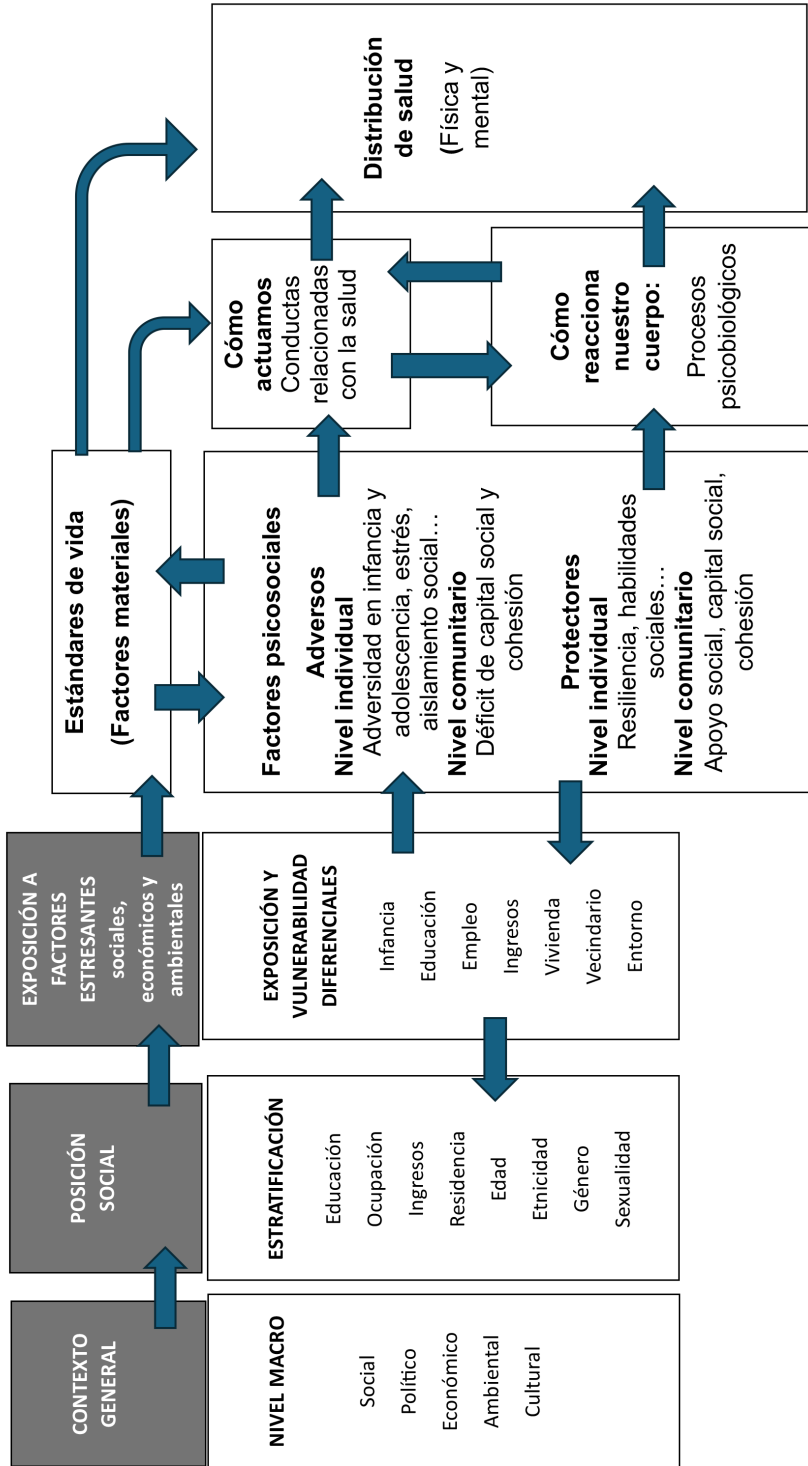 CONTEXTO
GENERAL
NIVEL MACRO
Social
Político
Económico
Ambiental
Cultural
POSICIÓN
SOCIAL
ESTRATIFICACIÓN
Educación
Ocupación
Ingresos
Residencia
Edad
Etnicidad
Género
Sexualidad
EXPOSICIÓN A
FACTORES
ESTRESANTES
sociales,
económicos y
ambientales
EXPOSICIÓN Y
VULNERABILIDAD
DIFERENCIALES
Infancia
Educación
Empleo
Ingresos
Vivienda
Vecindario
Entorno
Estándares de vida
(Factores materiales)
Factores psicosociales
Adversos
Nivel individual
Adversidad en infancia y
adolescencia, estrés,
aislamiento social...
Nivel comunitario
Déficit de capital social y
cohesión
Protectores
Nivel individual
Resiliencia, habilidades
sociales...
Nivel comunitario
Apoyo social, capital social,
cohesión
Cómo
actuamos
Conductas
relacionadas
con la salud
Cómo
reacciona
nuestro
cuerpo:
Procesos
psicobiológicos
Distribución
de salud
(Física y
mental)